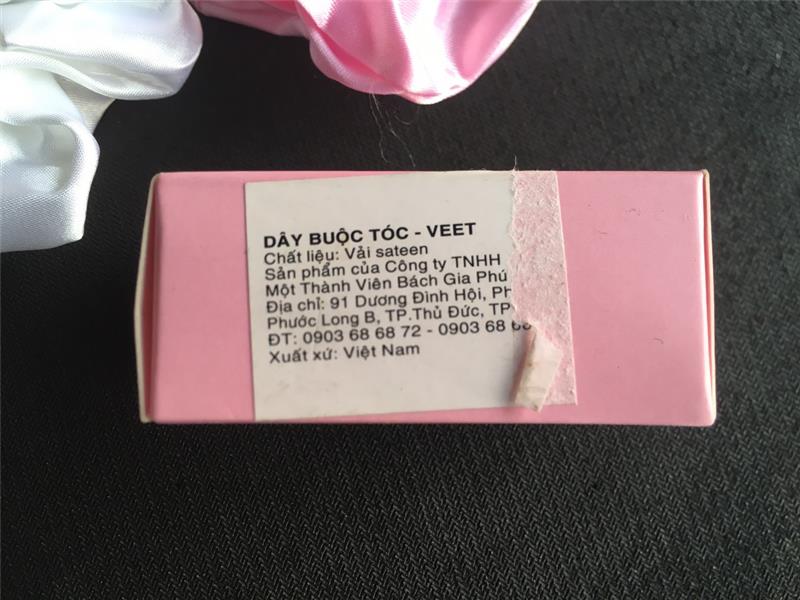 DÂY BUỘC TÓC - VEET
Chất liệu: Vải sateen
Sản phẩm của Công ty TNHH
Một Thành Viên Bách Gia Phú
Địa chỉ: 91 Dương Đình Hội,
Phước Long B, TP.Thủ Đức,
ĐT: 0903 68 68 72 - 0903 68
Xuất xứ: Việt Nam